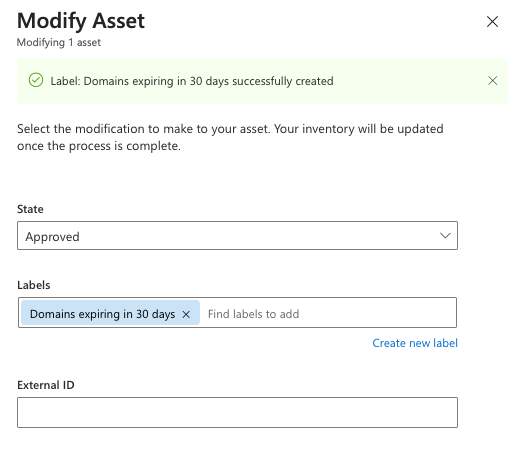 Modify Asset
Modifying 1 asset
Label: Domains expiring in 30 days successfully created
Select the modification to make to your asset. Your inventory will be updated
once the process is complete.
State
Approved
Labels
Domains expiring in 30 days Find labels to add
Create new label
External ID